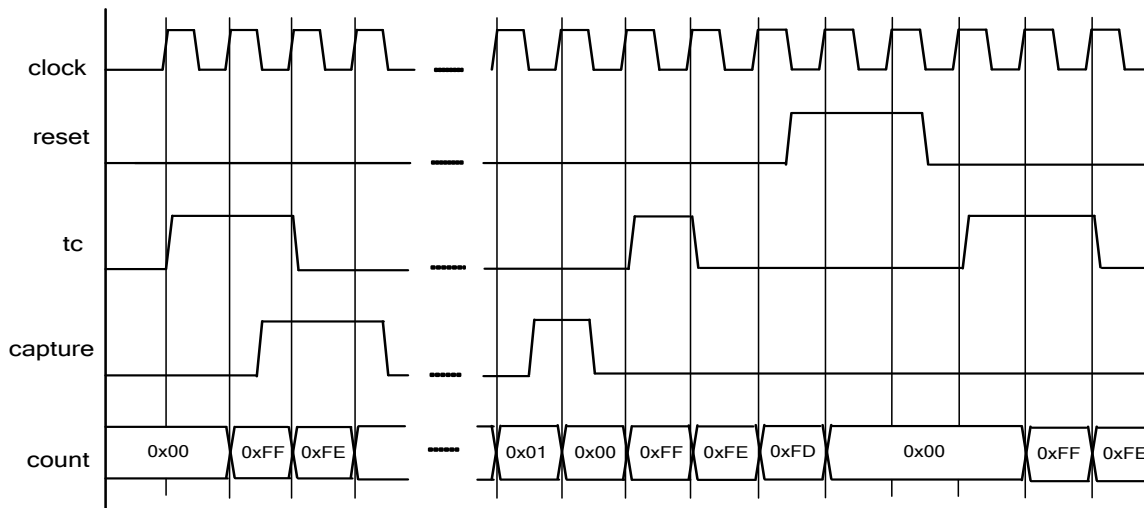 clock
reset
tc
capture
count
0x00 0xFF 0xFE 0x01 0x00 0xFF 0xFE 0xFD 0x00 0xFF 0xFE